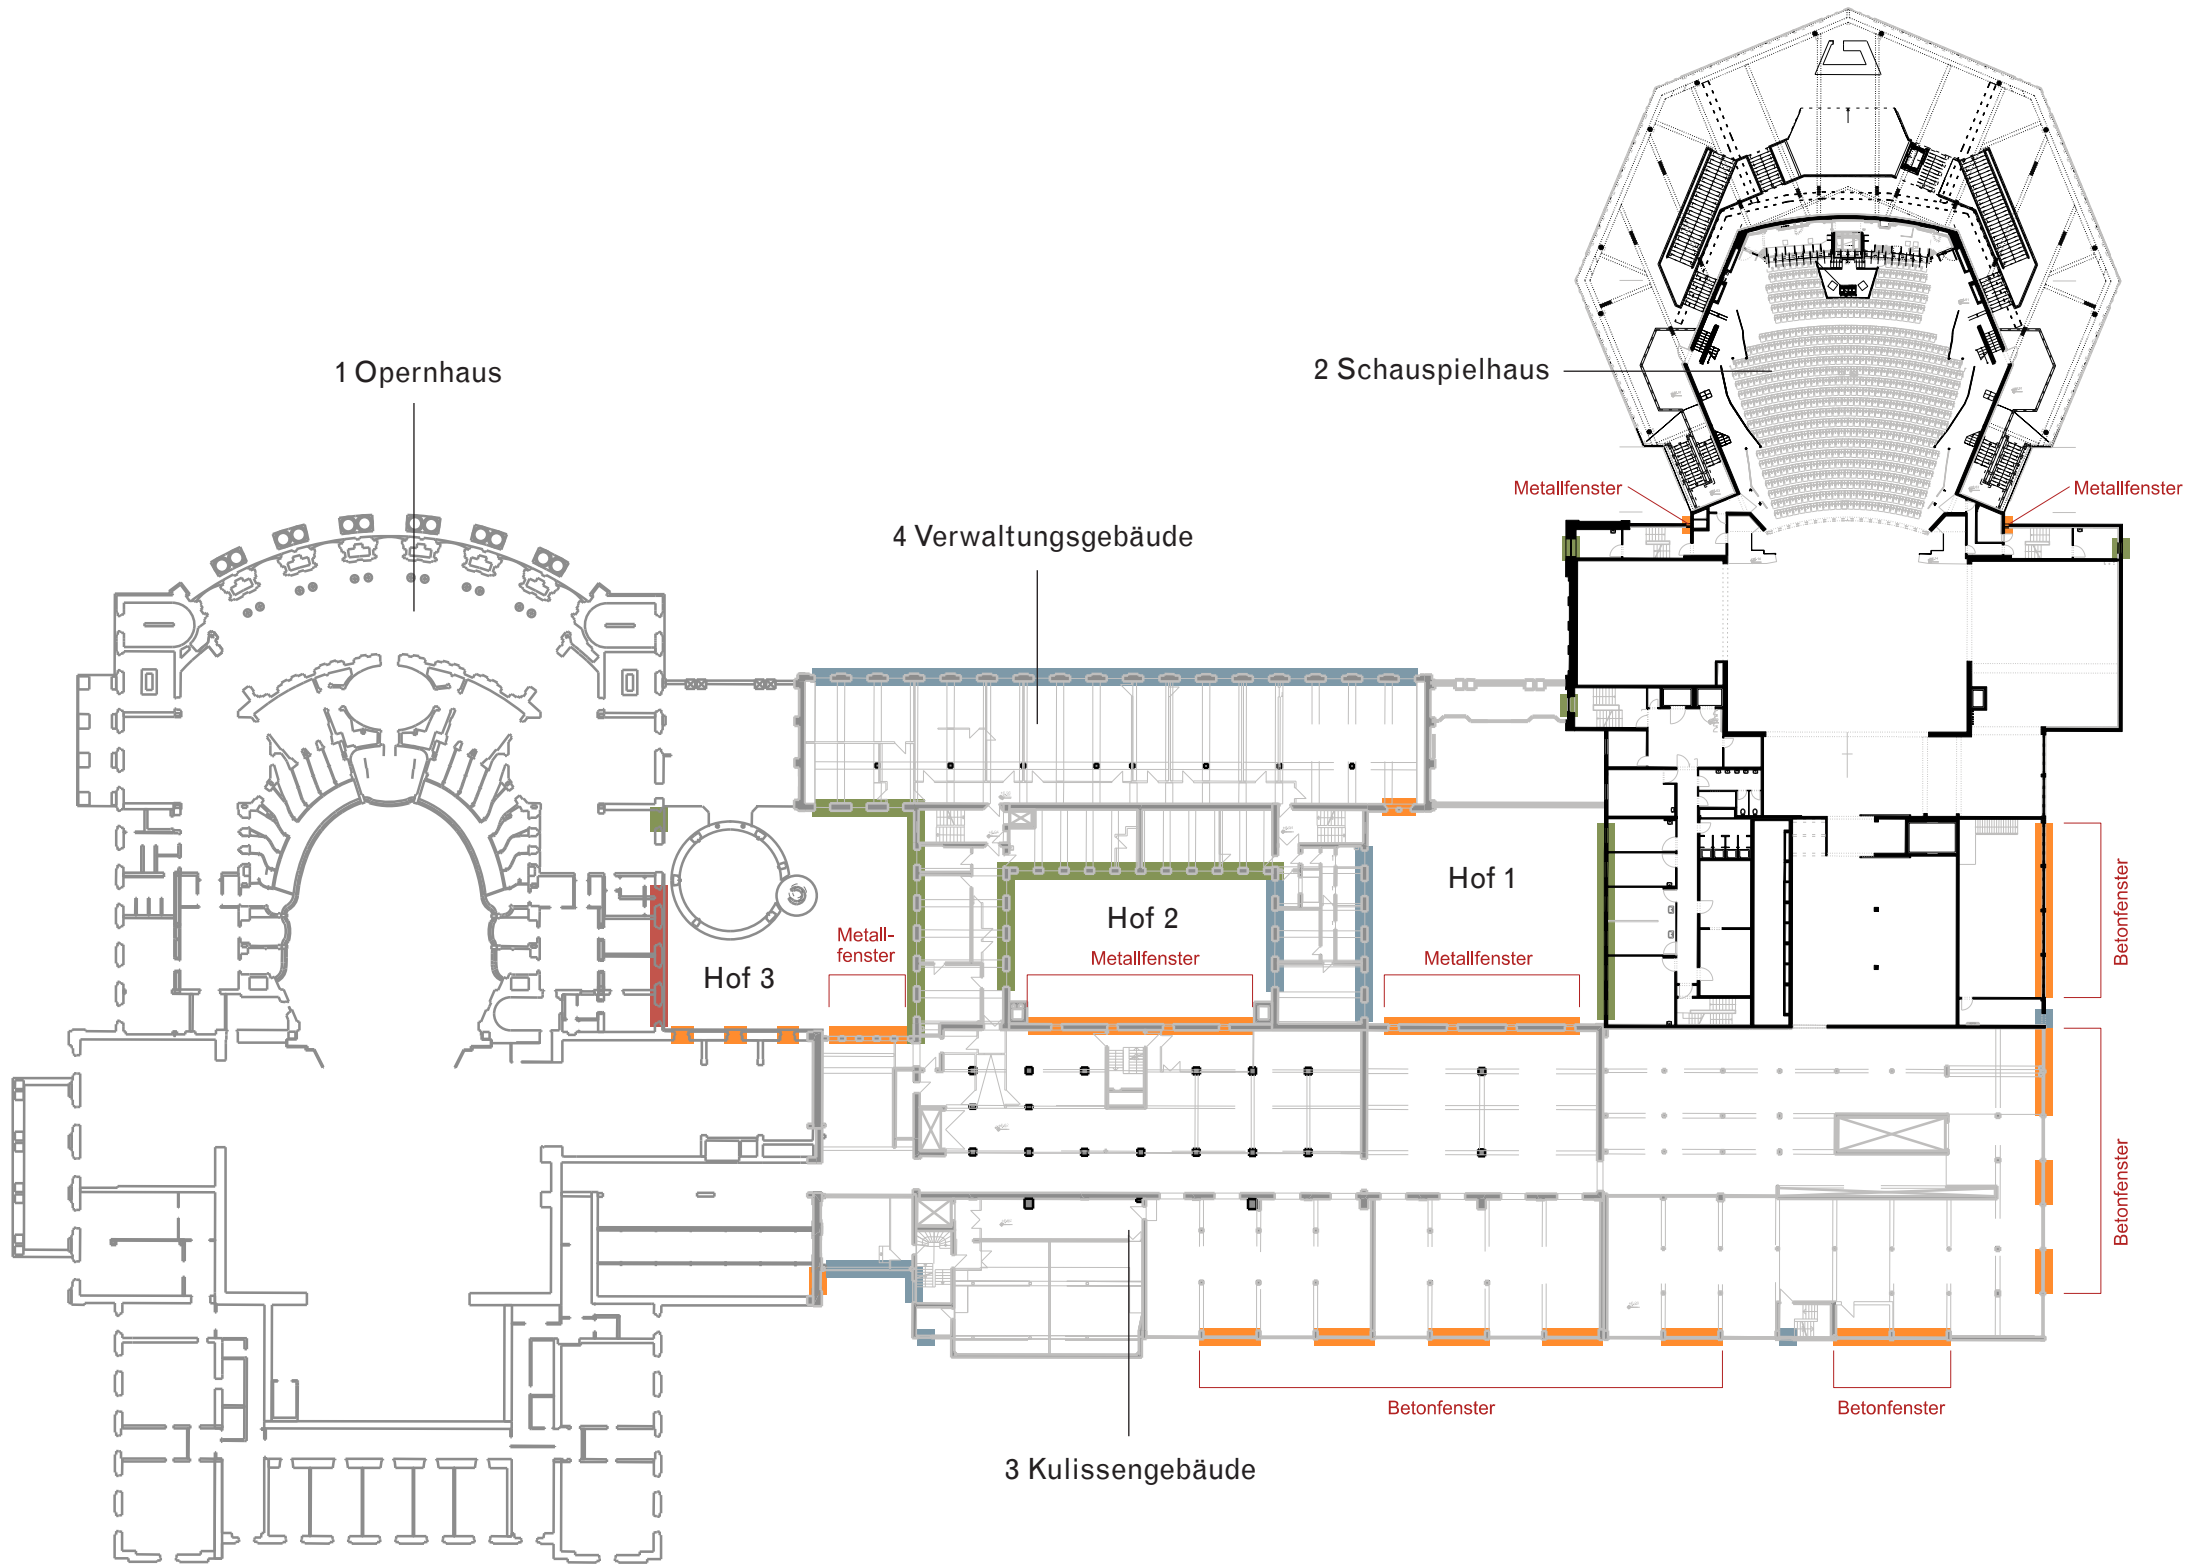 1 Opernhaus
2 Schauspielhaus
Metallfenster
Metallfenster
4 Verwaltungsgebäude
Hof 1
Hof 2
Metall-
fenster
Metallfenster
Metallfenster
Hof 3
Betonfenster
Betonfenster
Betonfenster
Betonfenster
3 Kulissengebäude